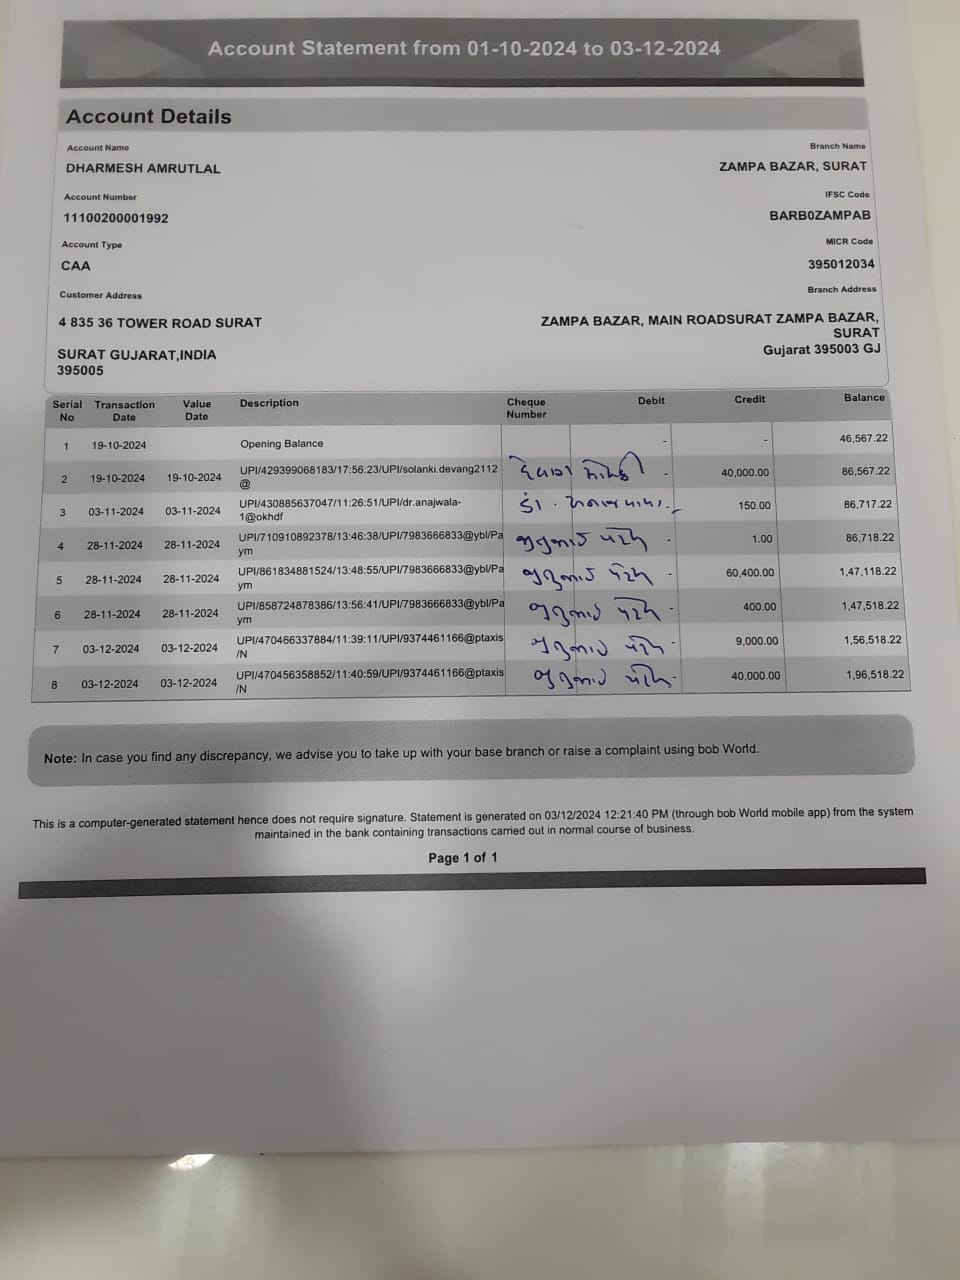 Account Statement from 01-10-2024 to 03-12-2024
Account Details
Account Name
DHARMESH AMRUTLAL
Branch Name
ZAMPA BAZAR, SURAT
Account Number
11100200001992
IFSC Code
BARB0ZAMPAB
Account Type
CAA
MICR Code
395012034
Customer Address
4 835 36 TOWER ROAD SURAT
SURAT GUJARAT,INDIA
395005
Branch Address
ZAMPA BAZAR, MAIN ROADSURAT ZAMPA BAZAR,
SURAT
Gujarat 395003 GJ
Serial No Transaction Date Value Date Description Cheque Number Debit Credit Balance
1 19-10-2024 Opening Balance - - 46,567.22
2 19-10-2024 19-10-2024 UPI/429399068183/17:56:23/UPI/solanki.devang2112 - 40,000.00 86,567.22
@
3 03-11-2024 03-11-2024 UPI/430885637047/11:26:51/UPI/dr.anajwala- ડૉ. - 150.00 86,717.22
1@okhdf
4 28-11-2024 28-11-2024 UPI/710910892378/13:46:38/UPI/7983666833@ybl/Pa - 1.00 86,718.22
ym
5 28-11-2024 28-11-2024 UPI/861834881524/13:48:55/UPI/7983666833@ybl/Pa - 60,400.00 1,47,118.22
ym
6 28-11-2024 28-11-2024 UPI/858724878386/13:56:41/UPI/7983666833@ybl/Pa - 400.00 1,47,518.22
ym
7 03-12-2024 03-12-2024 UPI/470466337884/11:39:11/UPI/9374461166@ptaxis - 9,000.00 1,56,518.22
/N
8 03-12-2024 03-12-2024 UPI/470456358852/11:40:59/UPI/9374461166@ptaxis - 40,000.00 1,96,518.22
/N
Note: In case you find any discrepancy, we advise you to take up with your base branch or raise a complaint using bob World.
This is a computer-generated statement hence does not require signature. Statement is generated on 03/12/2024 12:21:40 PM (through bob World mobile app) from the system
maintained in the bank containing transactions carried out in normal course of business.
Page 1 of 1